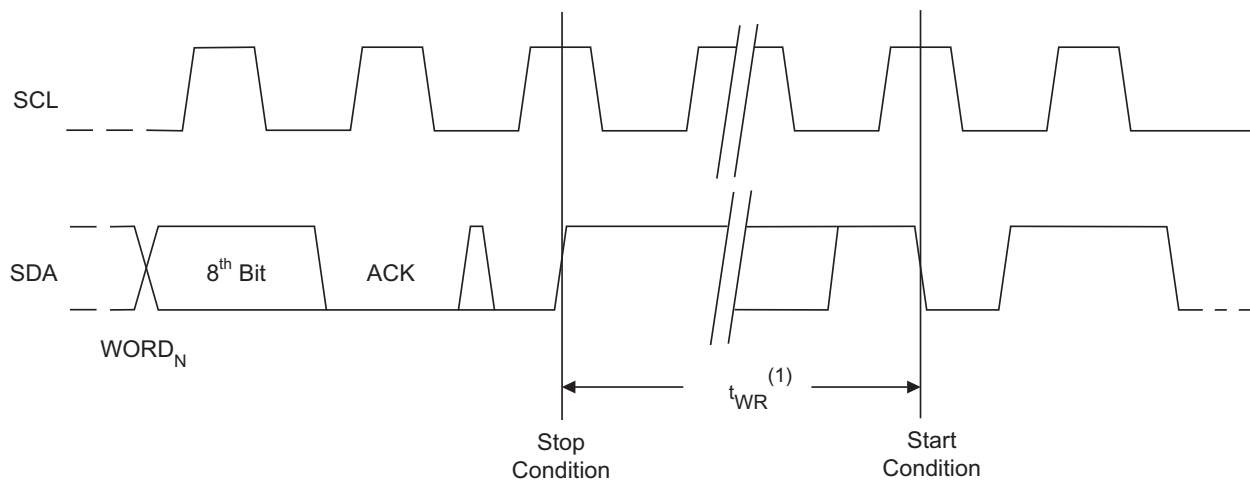 SCL
SDA
8th Bit
ACK
WORDN
tWR(1)
Stop
Condition
Start
Condition